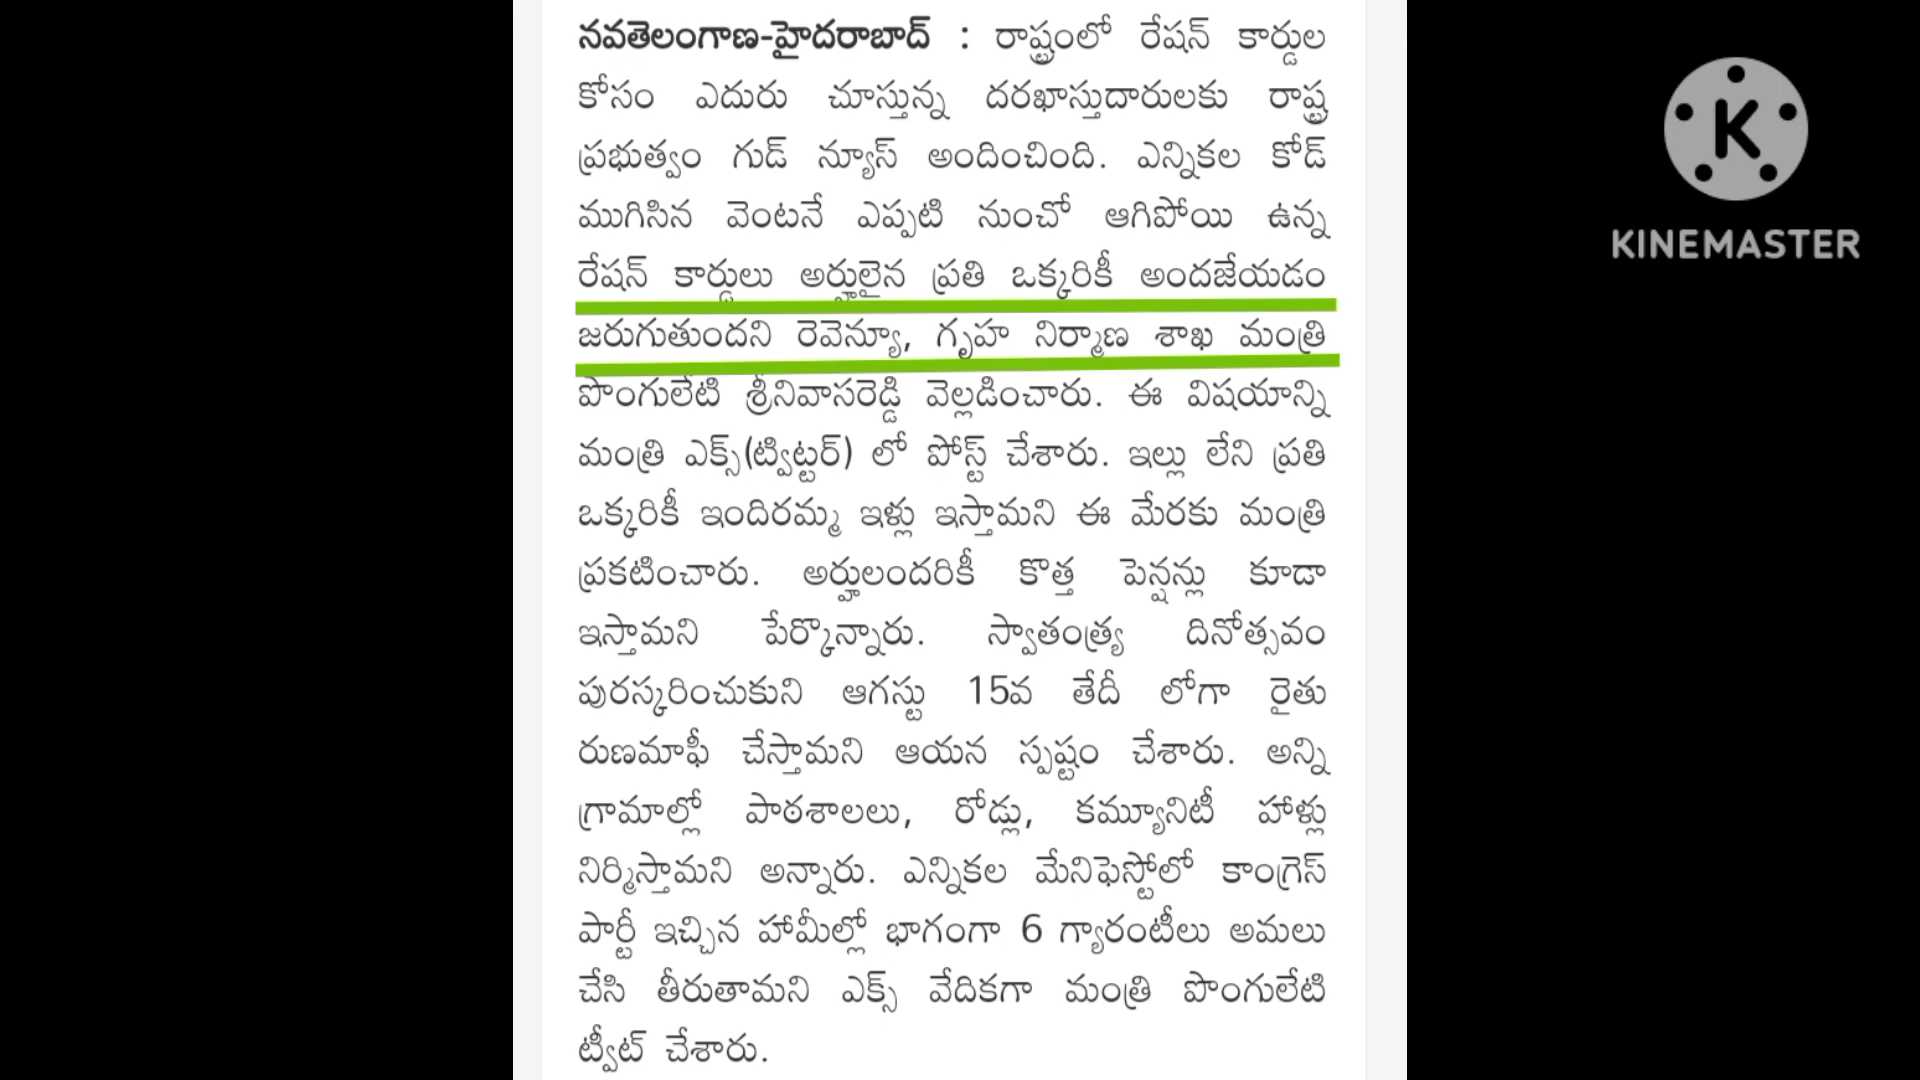 నవతెలంగాణ-హైదరాబాద్ : రాష్ట్రంలో రేషన్ కార్డుల
కోసం ఎదురు చూస్తున్న దరఖాస్తుదారులకు రాష్ట్ర
ప్రభుత్వం గుడ్ న్యూస్ అందించింది. ఎన్నికల కోడ్
ముగిసిన వెంటనే ఎప్పటి నుంచో ఆగిపోయి ఉన్న
రేషన్ కార్డులు అర్హులైన ప్రతి ఒక్కరికీ అందజేయడం
జరుగుతుందని రెవెన్యూ, గృహ నిర్మాణ శాఖ మంత్రి
పొంగులేటి శ్రీనివాసరెడ్డి వెల్లడించారు. ఈ విషయాన్ని
మంత్రి ఎక్స్(ట్విట్టర్) లో పోస్ట్ చేశారు. ఇల్లు లేని ప్రతి
ఒక్కరికీ ఇందిరమ్మ ఇళ్లు ఇస్తామని ఈ మేరకు మంత్రి
ప్రకటించారు. అర్హులందరికీ కొత్త పెన్షన్లు కూడా
ఇస్తామని పేర్కొన్నారు. స్వాతంత్ర్య దినోత్సవం
పురస్కరించుకుని ఆగస్టు 15వ తేదీ లోగా రైతు
రుణమాఫీ చేస్తామని ఆయన స్పష్టం చేశారు. అన్ని
గ్రామాల్లో పాఠశాలలు, రోడ్లు, కమ్యూనిటీ హాళ్లు
నిర్మిస్తామని అన్నారు. ఎన్నికల మేనిఫెస్టోలో కాంగ్రెస్
పార్టీ ఇచ్చిన హామీల్లో భాగంగా 6 గ్యారంటీలు అమలు
చేసి తీరుతామని ఎక్స్ వేదికగా మంత్రి పొంగులేటి
ట్వీట్ చేశారు.
K
KINEMASTER